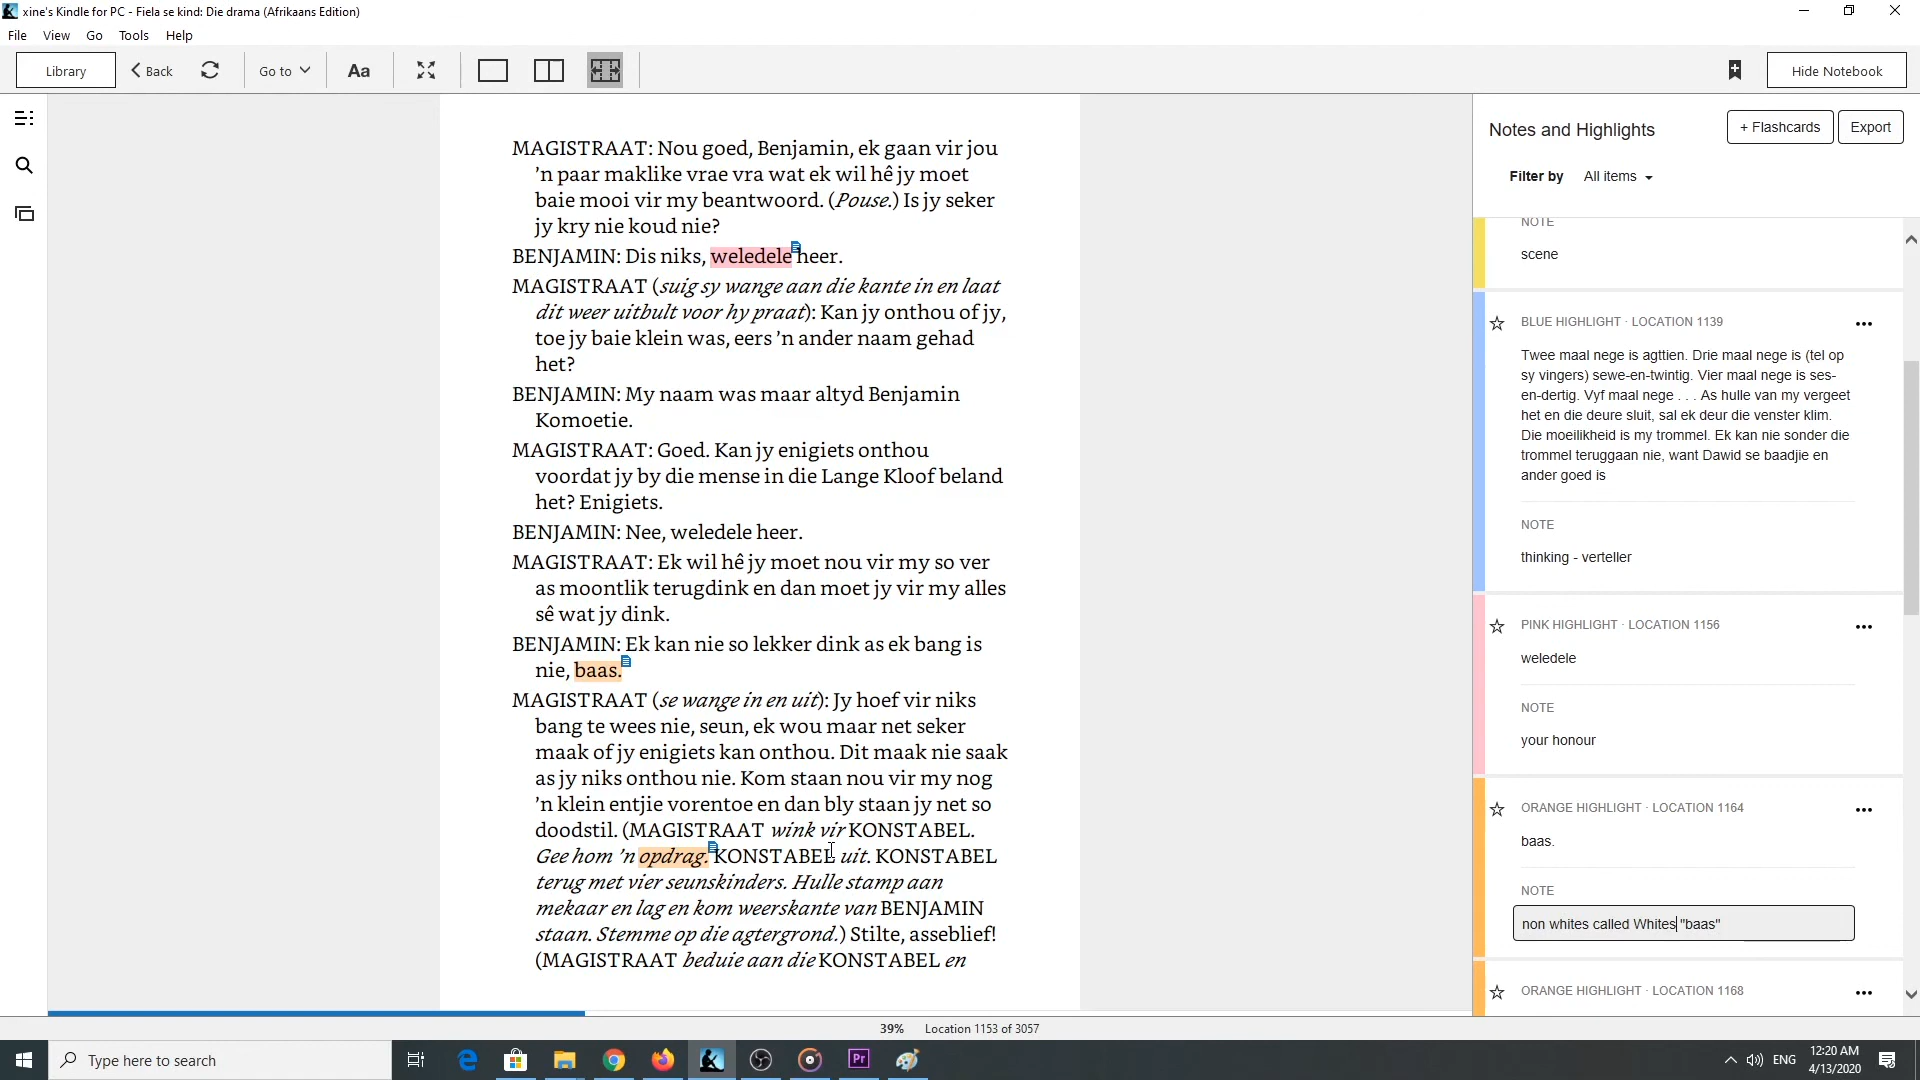 xine's Kindle for PC - Fiela se kind: Die drama (Afrikaans Edition)
File View Go Tools Help
Library Back Go to Aa Hide Notebook
MAGISTRAAT: Nou goed, Benjamin, ek gaan vir jou
’n paar maklike vrae vra wat ek wil hê jy moet
baie mooi vir my beantwoord. (Pouse.) Is jy seker
jy kry nie koud nie?
BENJAMIN: Dis niks, weledele heer.
MAGISTRAAT (suig sy wange aan die kante in en laat
dit weer uitbult voor hy praat): Kan jy onthou of jy,
toe jy baie klein was, eers ’n ander naam gehad
het?
BENJAMIN: My naam was maar altyd Benjamin
Komoetie.
MAGISTRAAT: Goed. Kan jy enigiets onthou
voordat jy by die mense in die Lange Kloof beland
het? Enigiets.
BENJAMIN: Nee, weledele heer.
MAGISTRAAT: Ek wil hê jy moet nou vir my so ver
as moontlik terugdink en dan moet jy vir my alles
sê wat jy dink.
BENJAMIN: Ek kan nie so lekker dink as ek bang is
nie, baas.
MAGISTRAAT (se wange in en uit): Jy hoef vir niks
bang te wees nie, seun, ek wou maar net seker
maak of jy enigiets kan onthou. Dit maak nie saak
as jy niks onthou nie. Kom staan nou vir my nog
’n klein entjie vorentoe en dan bly staan jy net so
doodstil. (MAGISTRAAT wink vir KONSTABEL.
Gee hom ’n opdrag. KONSTABEL uit. KONSTABEL
terug met vier seunskinders. Hulle stamp aan
mekaar en lag en kom weerskante van BENJAMIN
staan. Stemme op die agtergrond.) Stilte, asseblief!
(MAGISTRAAT beduie aan die KONSTABEL en
Notes and Highlights
+ Flashcards
Export
Filter by All items
NOTE
scene
BLUE HIGHLIGHT · LOCATION 1139
Twee maal nege is agttien. Drie maal nege is (tel op
sy vingers) sewe-en-twintig. Vier maal nege is ses-
en-dertig. Vyf maal nege . . . As hulle van my vergeet
het en die deure sluit, sal ek deur die venster klim.
Die moeilikheid is my trommel. Ek kan nie sonder die
trommel teruggaan nie, want Dawid se baadjie en
ander goed is
NOTE
thinking - verteller
PINK HIGHLIGHT · LOCATION 1156
weledele
NOTE
your honour
ORANGE HIGHLIGHT · LOCATION 1164
baas.
NOTE
non whites called Whites "baas"
ORANGE HIGHLIGHT · LOCATION 1168
39% Location 1153 of 3057
Type here to search
Pr
ENG
12:20 AM
4/13/2020